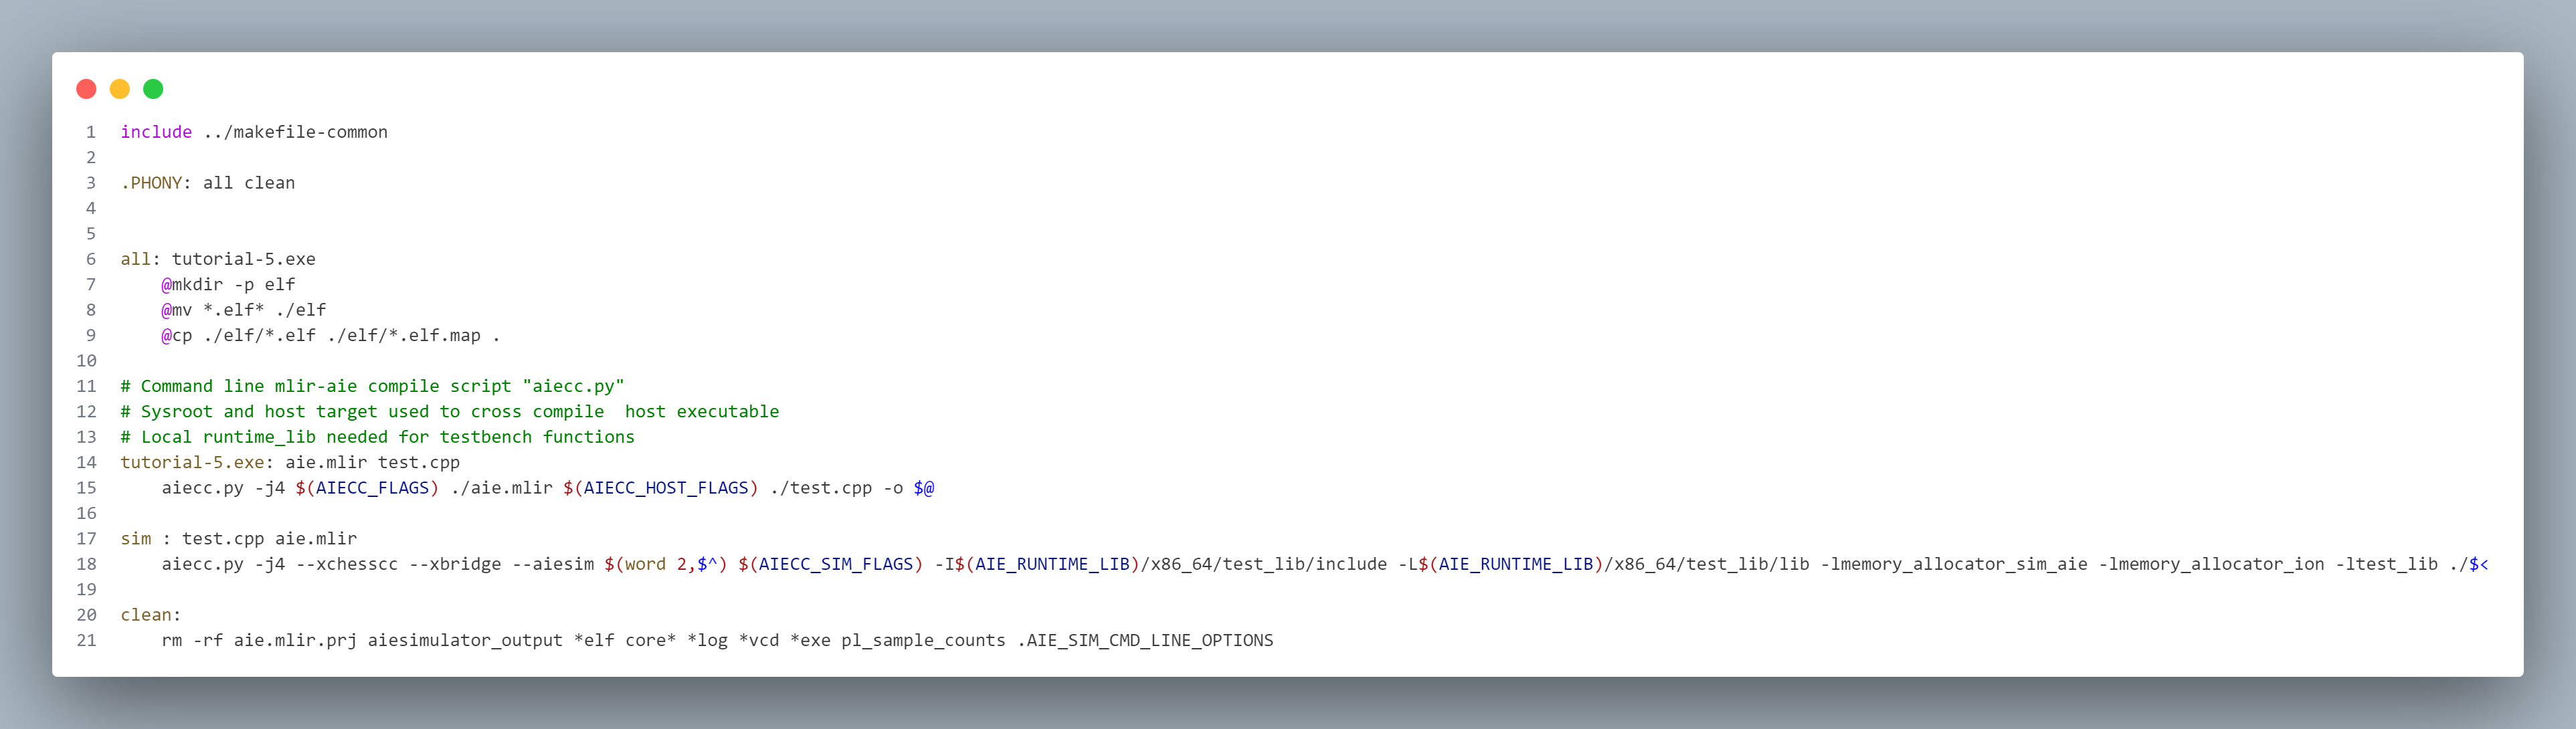 1 include ../makefile-common
2
3 .PHONY: all clean
4
5
6 all: tutorial-5.exe
7     @mkdir -p elf
8     @mv *.elf* ./elf
9     @cp ./elf/*.elf ./elf/*.elf.map .
10
11 # Command line mlir-aie compile script "aiecc.py"
12 # Sysroot and host target used to cross compile  host executable
13 # Local runtime_lib needed for testbench functions
14 tutorial-5.exe: aie.mlir test.cpp
15     aiecc.py -j4 $(AIECC_FLAGS) ./aie.mlir $(AIECC_HOST_FLAGS) ./test.cpp -o $@
16
17 sim : test.cpp aie.mlir
18     aiecc.py -j4 --xchesscc --xbridge --aiesim $(word 2,$^) $(AIECC_SIM_FLAGS) -I$(AIE_RUNTIME_LIB)/x86_64/test_lib/include -L$(AIE_RUNTIME_LIB)/x86_64/test_lib/lib -lmemory_allocator_sim_aie -lmemory_allocator_ion -ltest_lib ./$<
19
20 clean:
21     rm -rf aie.mlir.prj aiesimulator_output *elf core* *log *vcd *exe pl_sample_counts .AIE_SIM_CMD_LINE_OPTIONS